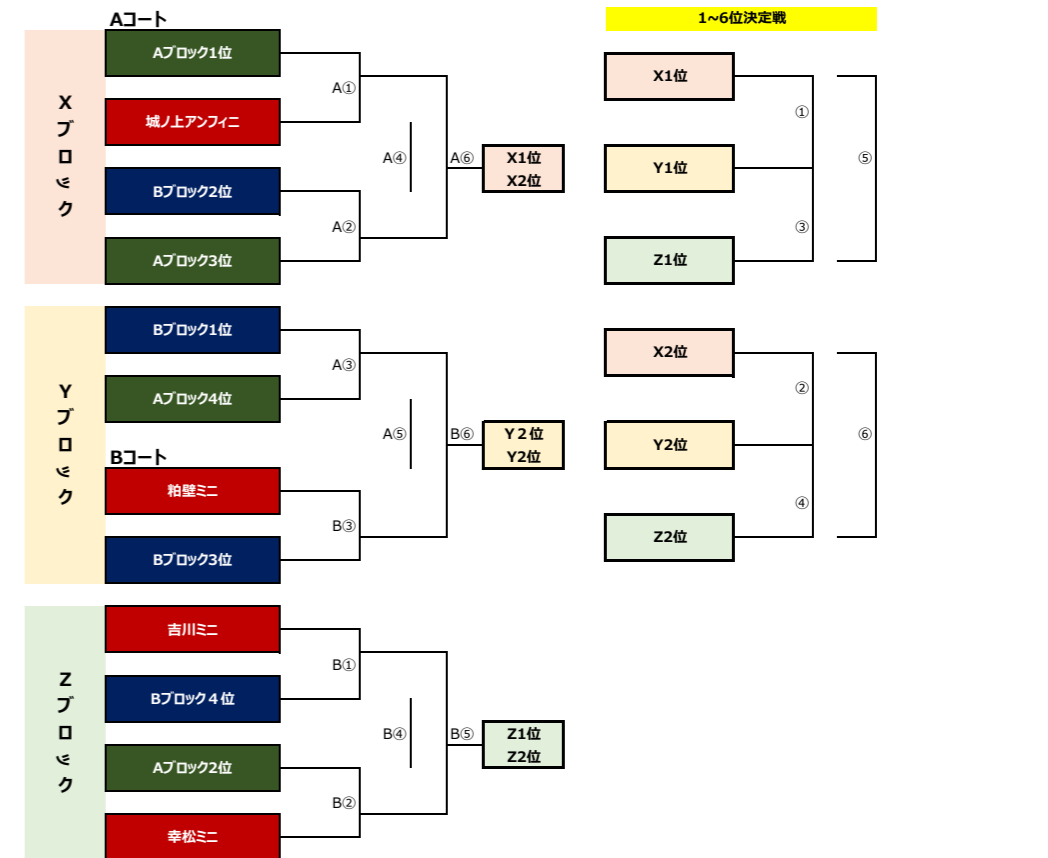 Aコート
Xブロック
Aブロック1位
A①
城ノ上アンフィニ
A④
A⑥
X1位
X2位
Bブロック2位
A②
Aブロック3位
Yブロック
Bブロック1位
A③
Aブロック4位
A⑤
B⑥
Y２位
Y2位
Bコート
粕壁ミニ
B③
Bブロック3位
Zブロック
吉川ミニ
B①
Bブロック４位
B④
B⑤
Z1位
Z2位
Aブロック2位
B②
幸松ミニ
1~6位決定戦
X1位
①
Y1位
⑤
③
Z1位
X2位
②
Y2位
⑥
④
Z2位